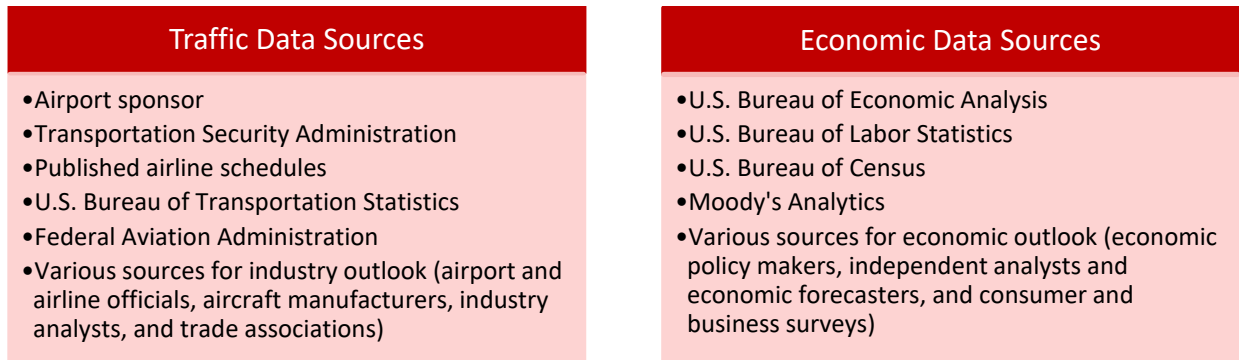 Traffic Data Sources
•Airport sponsor
•Transportation Security Administration
•Published airline schedules
•U.S. Bureau of Transportation Statistics
•Federal Aviation Administration
•Various sources for industry outlook (airport and
airline officials, aircraft manufacturers, industry
analysts, and trade associations)
Economic Data Sources
•U.S. Bureau of Economic Analysis
•U.S. Bureau of Labor Statistics
•U.S. Bureau of Census
•Moody's Analytics
•Various sources for economic outlook (economic
policy makers, independent analysts and
economic forecasters, and consumer and
business surveys)